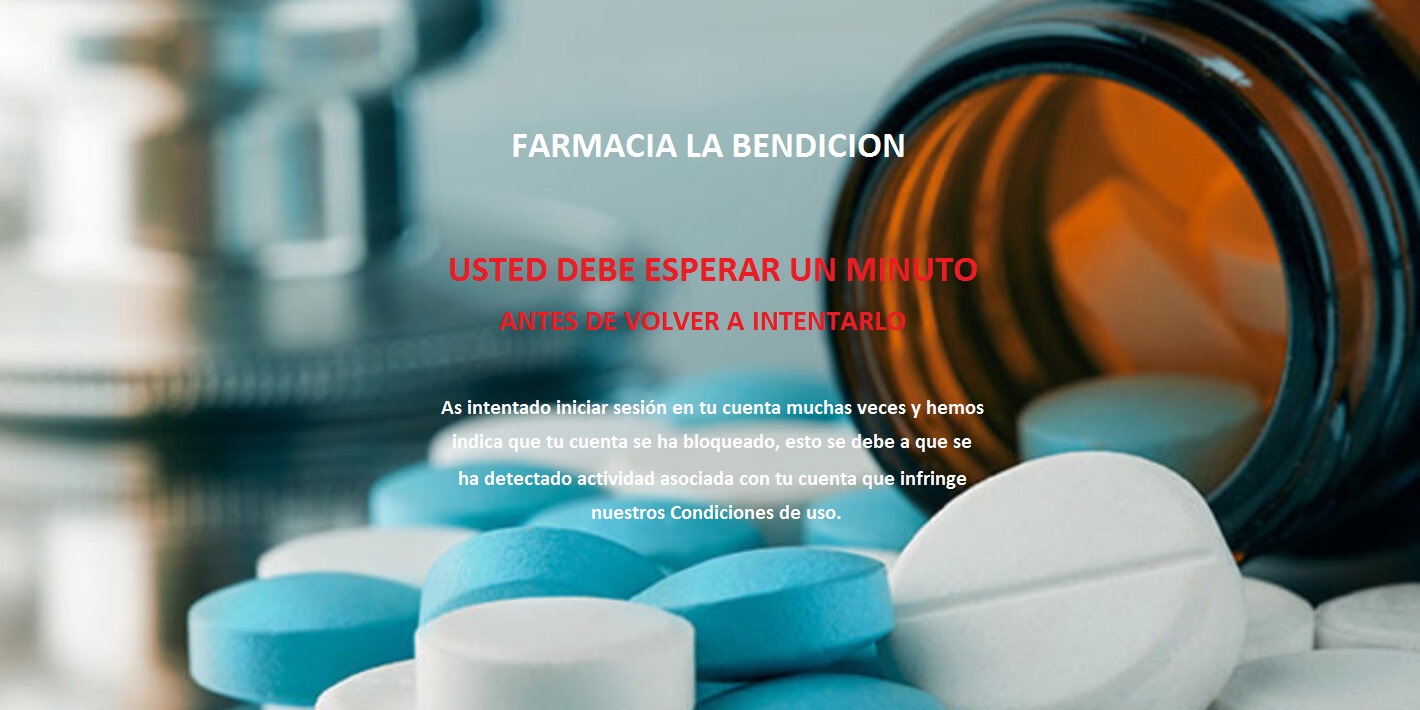 FARMACIA LA BENDICION
USTED DEBE ESPERAR UN MINUTO
ANTES DE VOLVER A INTENTARLO
As intentado iniciar sesión en tu cuenta muchas veces y hemos
indica que tu cuenta se ha bloqueado, esto se debe a que se
ha detectado actividad asociada con tu cuenta que infringe
nuestros Condiciones de uso.